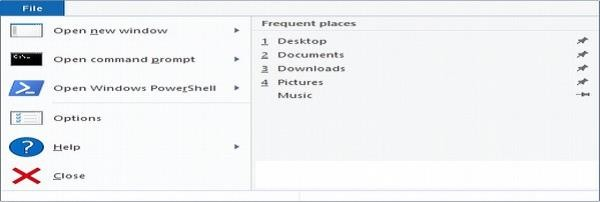 File
Open new window
Open command prompt
Open Windows PowerShell
Options
Help
Close
Frequent places
1 Desktop
2 Documents
3 Downloads
4 Pictures
Music